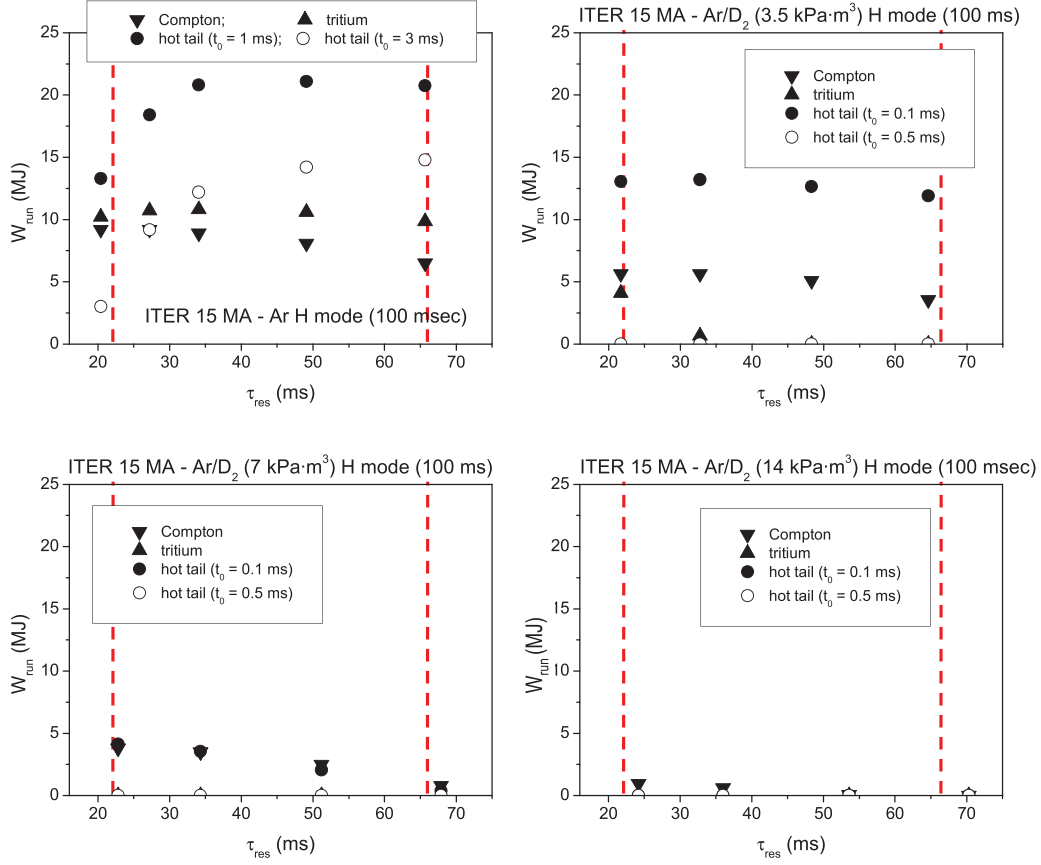 Compton; tritium
hot tail (t0 = 1 ms); hot tail (t0 = 3 ms)
25
20
15
10
5
0
Wrun (MJ)
ITER 15 MA - Ar H mode (100 msec)
20 30 40 50 60 70
τres (ms)
ITER 15 MA - Ar/D2 (3.5 kPa·m3) H mode (100 ms)
Compton
tritium
hot tail (t0 = 0.1 ms)
hot tail (t0 = 0.5 ms)
25
20
15
10
5
0
Wrun (MJ)
20 30 40 50 60 70
τres (ms)
ITER 15 MA - Ar/D2 (7 kPa·m3) H mode (100 ms)
Compton
tritium
hot tail (t0 = 0.1 ms)
hot tail (t0 = 0.5 ms)
25
20
15
10
5
0
Wrun (MJ)
20 30 40 50 60 70
τres (ms)
ITER 15 MA - Ar/D2 (14 kPa·m3) H mode (100 msec)
Compton
tritium
hot tail (t0 = 0.1 ms)
hot tail (t0 = 0.5 ms)
25
20
15
10
5
0
Wrun (MJ)
20 30 40 50 60 70
τres (ms)